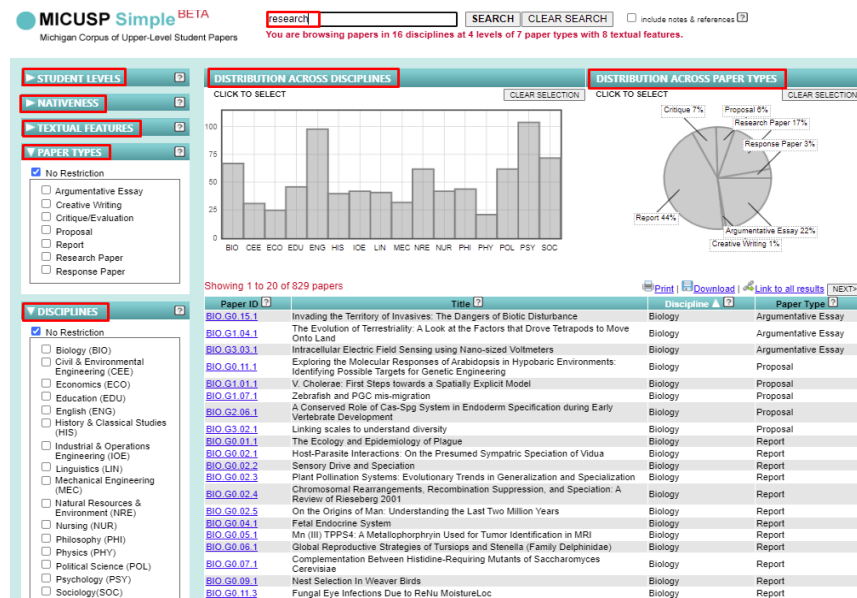 MICUSP Simple BETA
Michigan Corpus of Upper-Level Student Papers
research
SEARCH
CLEAR SEARCH
include notes & references ?
You are browsing papers in 16 disciplines at 4 levels of 7 paper types with 8 textual features.
STUDENT LEVELS ?
NATIVENESS ?
TEXTUAL FEATURES ?
PAPER TYPES ?
No Restriction
Argumentative Essay
Creative Writing
Critique/Evaluation
Proposal
Report
Research Paper
Response Paper
DISCIPLINES ?
No Restriction
Biology (BIO)
Civil & Environmental
Engineering (CEE)
Economics (ECO)
Education (EDU)
English (ENG)
History & Classical Studies
(HIS)
Industrial & Operations
Engineering (IOE)
Linguistics (LIN)
Mechanical Engineering
(MEC)
Natural Resources &
Environment (NRE)
Nursing (NUR)
Philosophy (PHI)
Physics (PHY)
Political Science (POL)
Psychology (PSY)
Sociology(SOC)
DISTRIBUTION ACROSS DISCIPLINES
CLICK TO SELECT
CLEAR SELECTION
100
75
50
25
0
BIO CEE ECO EDU ENG HIS IOE LIN MEC NRE NUR PHI PHY POL PSY SOC
DISTRIBUTION ACROSS PAPER TYPES
CLICK TO SELECT
CLEAR SELECTION
Critique 7%
Proposal 6%
Research Paper 17%
Response Paper 3%
Report 44%
Argumentative Essay 22%
Creative Writing 1%
Showing 1 to 20 of 829 papers
Print | Download | Link to all results NEXT>
Paper ID ? Title ? Discipline ? Paper Type ?
BIO.G0.15.1 Invading the Territory of Invasives: The Dangers of Biotic Disturbance Biology Argumentative Essay
BIO.G1.04.1 The Evolution of Terrestriality: A Look at the Factors that Drove Tetrapods to Move Biology Argumentative Essay
Onto Land
BIO.G3.03.1 Intracellular Electric Field Sensing using Nano-sized Voltmeters Biology Argumentative Essay
BIO.G0.11.1 Exploring the Molecular Responses of Arabidopsis in Hypobaric Environments: Biology Proposal
Identifying Possible Targets for Genetic Engineering
BIO.G1.01.1 V. Cholerae: First Steps towards a Spatially Explicit Model Biology Proposal
BIO.G1.07.1 Zebrafish and PGC mis-migration Biology Proposal
BIO.G2.06.1 A Conserved Role of Cas-Spg System in Endoderm Specification during Early Biology Proposal
Vertebrate Development
BIO.G3.02.1 Linking scales to understand diversity Biology Proposal
BIO.G0.01.1 The Ecology and Epidemiology of Plague Biology Report
BIO.G0.02.1 Host-Parasite Interactions: On the Presumed Sympatric Speciation of Vidua Biology Report
BIO.G0.02.2 Sensory Drive and Speciation Biology Report
BIO.G0.02.3 Plant Pollination Systems: Evolutionary Trends in Generalization and Specialization Biology Report
BIO.G0.02.4 Chromosomal Rearrangements, Recombination Suppression, and Speciation: A Biology Report
Review of Rieseberg 2001
BIO.G0.02.5 On the Origins of Man: Understanding the Last Two Million Years Biology Report
BIO.G0.04.1 Fetal Endocrine System Biology Report
BIO.G0.05.1 Mn (III) TPPS4: A Metallophorphryin Used for Tumor Identification in MRI Biology Report
BIO.G0.06.1 Global Reproductive Strategies of Tursiops and Stenella (Family Delphinidae) Biology Report
BIO.G0.07.1 Complementation Between Histidine-Requiring Mutants of Saccharomyces Biology Report
Cerevisiae
BIO.G0.09.1 Nest Selection In Weaver Birds Biology Report
BIO.G0.11.3 Fungal Eye Infections Due to ReNu MoistureLoc Biology Report